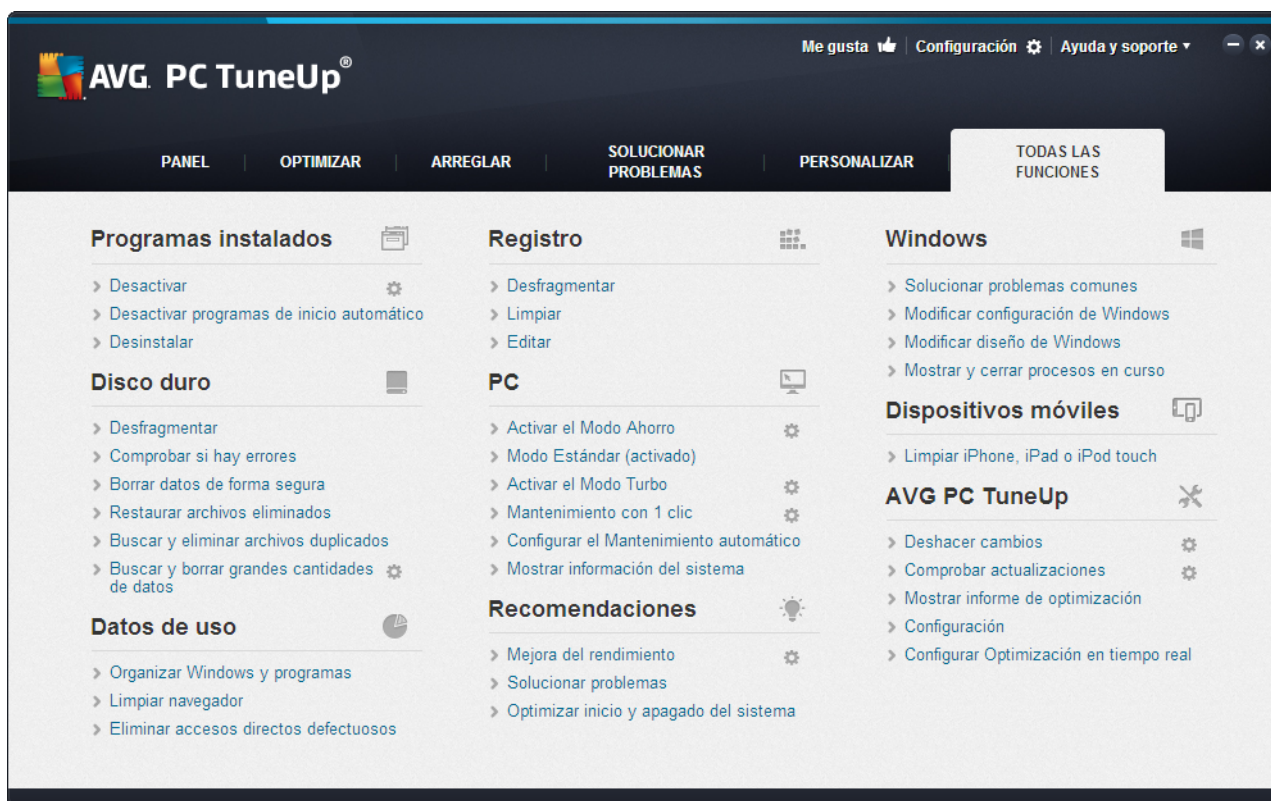 Me gusta
Configuración
Ayuda y soporte
AVG. PC TuneUp®
PANEL
OPTIMIZAR
ARREGLAR
SOLUCIONAR
PROBLEMAS
PERSONALIZAR
TODAS LAS
FUNCIONES
Programas instalados
Desactivar
Desactivar programas de inicio automático
Desinstalar
Disco duro
Desfragmentar
Comprobar si hay errores
Borrar datos de forma segura
Restaurar archivos eliminados
Buscar y eliminar archivos duplicados
Buscar y borrar grandes cantidades
de datos
Datos de uso
Organizar Windows y programas
Limpiar navegador
Eliminar accesos directos defectuosos
Registro
Desfragmentar
Limpiar
Editar
PC
Activar el Modo Ahorro
Modo Estándar (activado)
Activar el Modo Turbo
Mantenimiento con 1 clic
Configurar el Mantenimiento automático
Mostrar información del sistema
Recomendaciones
Mejora del rendimiento
Solucionar problemas
Optimizar inicio y apagado del sistema
Windows
Solucionar problemas comunes
Modificar configuración de Windows
Modificar diseño de Windows
Mostrar y cerrar procesos en curso
Dispositivos móviles
Limpiar iPhone, iPad o iPod touch
AVG PC TuneUp
Deshacer cambios
Comprobar actualizaciones
Mostrar informe de optimización
Configuración
Configurar Optimización en tiempo real